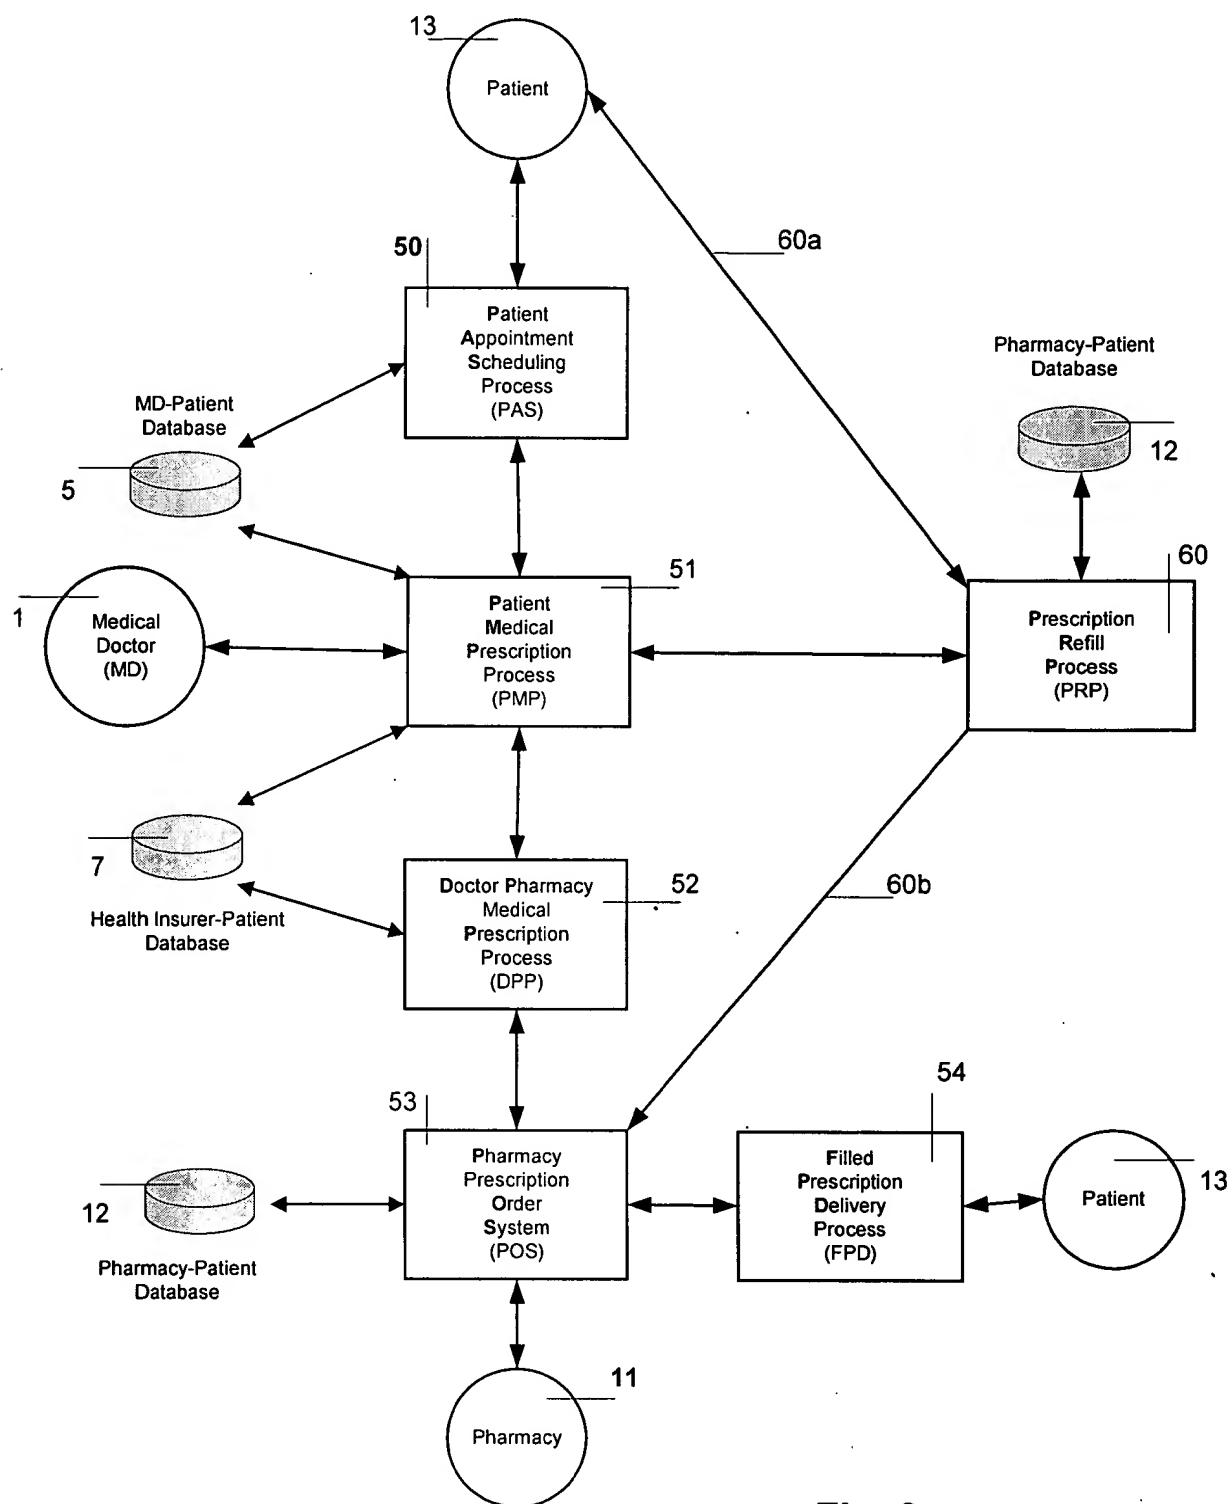 13
Patient
60a
50
Patient
Appointment
Scheduling
Process
(PAS)
Pharmacy-Patient
Database
12
MD-Patient
Database
5
51
60
1
Medical
Doctor
(MD)
Patient
Medical
Prescription
Process
(PMP)
Prescription
Refill
Process
(PRP)
7
Health Insurer-Patient
Database
52
Doctor Pharmacy
Medical
Prescription
Process
(DPP)
60b
53
54
Pharmacy
Prescription
Order
System
(POS)
Filled
Prescription
Delivery
Process
(FPD)
13
Patient
12
Pharmacy-Patient
Database
11
Pharmacy